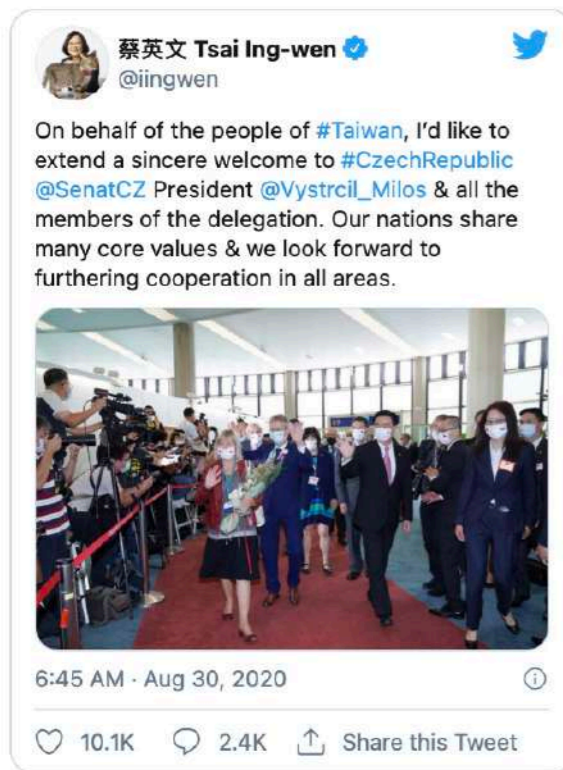 蔡英文 Tsai Ing-wen
@iingwen
On behalf of the people of #Taiwan, I'd like to
extend a sincere welcome to #CzechRepublic
@SenatCZ President @Vystrcil_Milos & all the
members of the delegation. Our nations share
many core values & we look forward to
furthering cooperation in all areas.
6:45 AM · Aug 30, 2020
10.1K 2.4K Share this Tweet